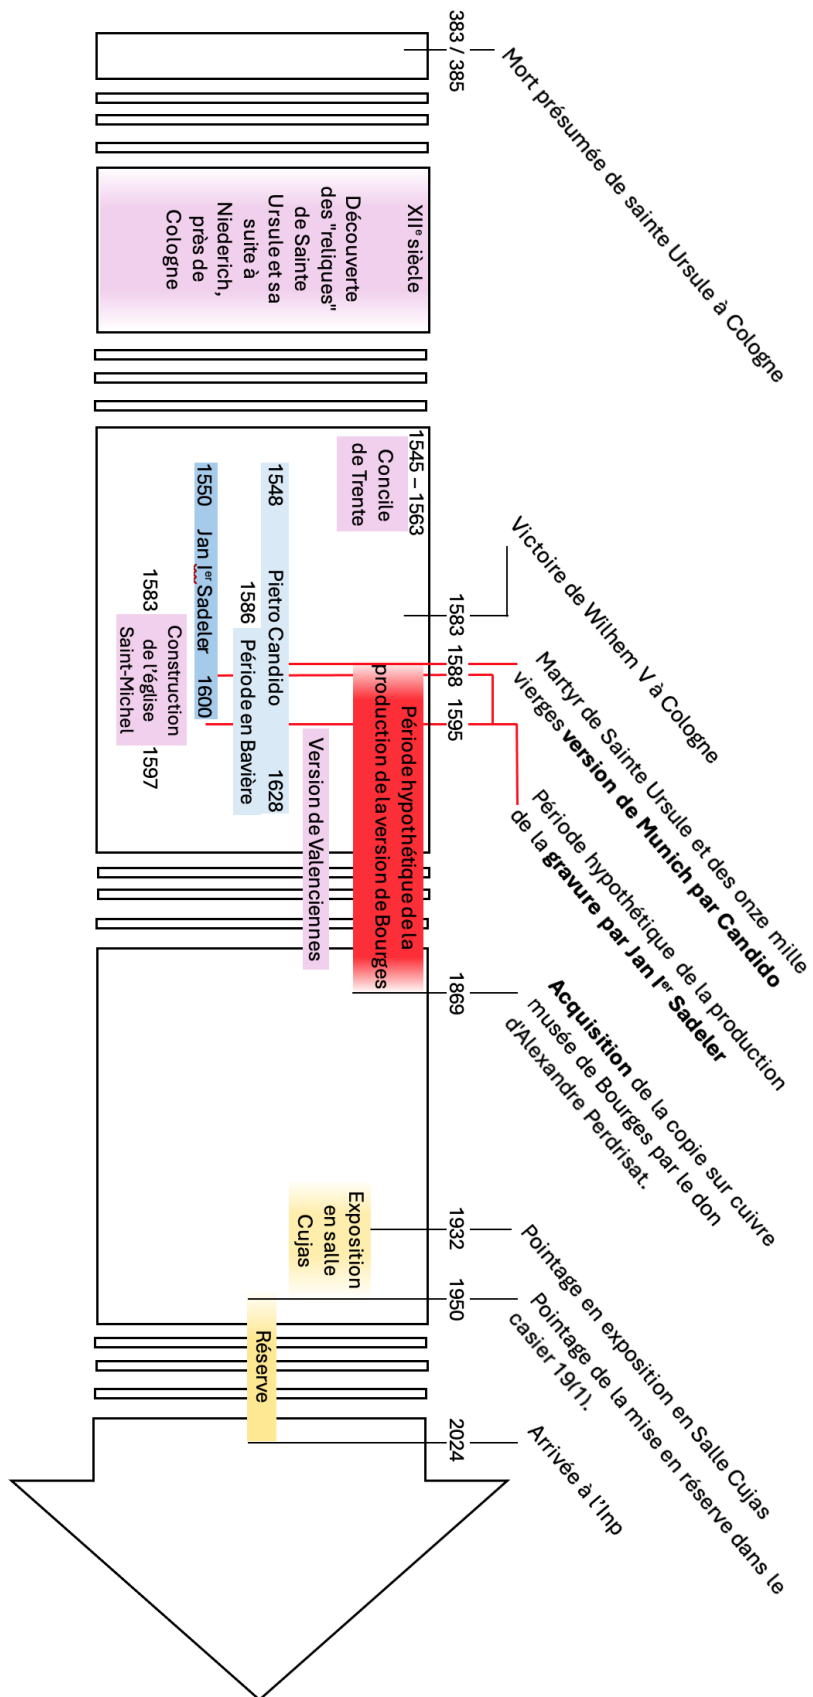 383 / 385
Mort présumée de sainte Ursule à Cologne
XIIe siècle
Découverte
des "reliques"
de Sainte
Ursule et sa
suite à
Niederich,
près de
Cologne
1545 – 1563
Concile
de Trente
1548 Pietro Candido 1628
1586
Période en Bavière
1550 Jan Ier Sadeler 1600
1583
Construction
de l'église
Saint-Michel
1597
1583
Victoire de Wilhem V à Cologne
1588
Martyr de Sainte Ursule et des onze mille
vierges version de Munich par Candido
1595
Période hypothétique de la production
de la gravure par Jan Ier Sadeler
Période hypothétique de la
production de la version de Bourges
Version de Valenciennes
1869
Acquisition de la copie sur cuivre
musée de Bourges par le don
d'Alexandre Perdrisat.
Exposition
en salle
Cujas
1932
Pointage en exposition en Salle Cujas
1950
Pointage de la mise en réserve dans le
casier 19(1).
Réserve
2024
Arrivée à l'Inp